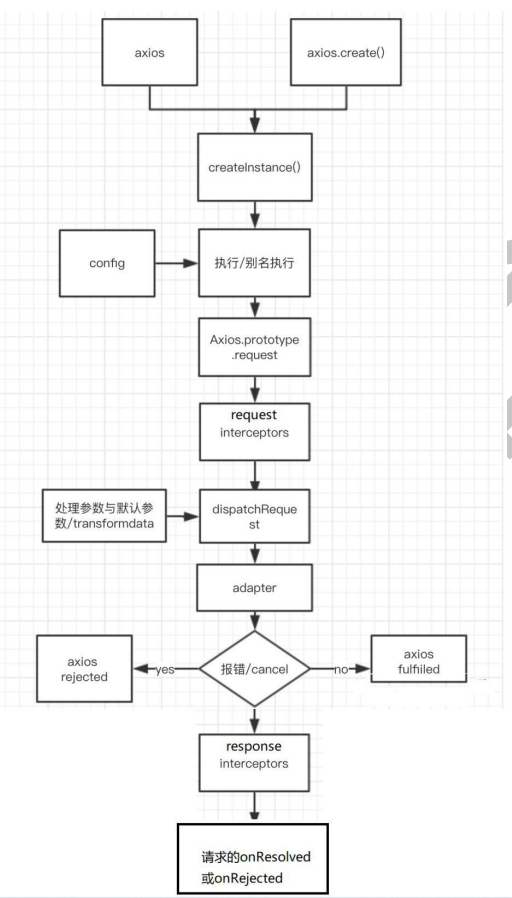 axios
axios.create()
createInstance()
config
执行/别名执行
Axios.prototype
.request
request
interceptors
处理参数与默认参
数/transformdata
dispatchReque
st
adapter
axios
rejected
yes
报错/cancel
no
axios
fulfilled
response
interceptors
请求的onResolved
或onRejected